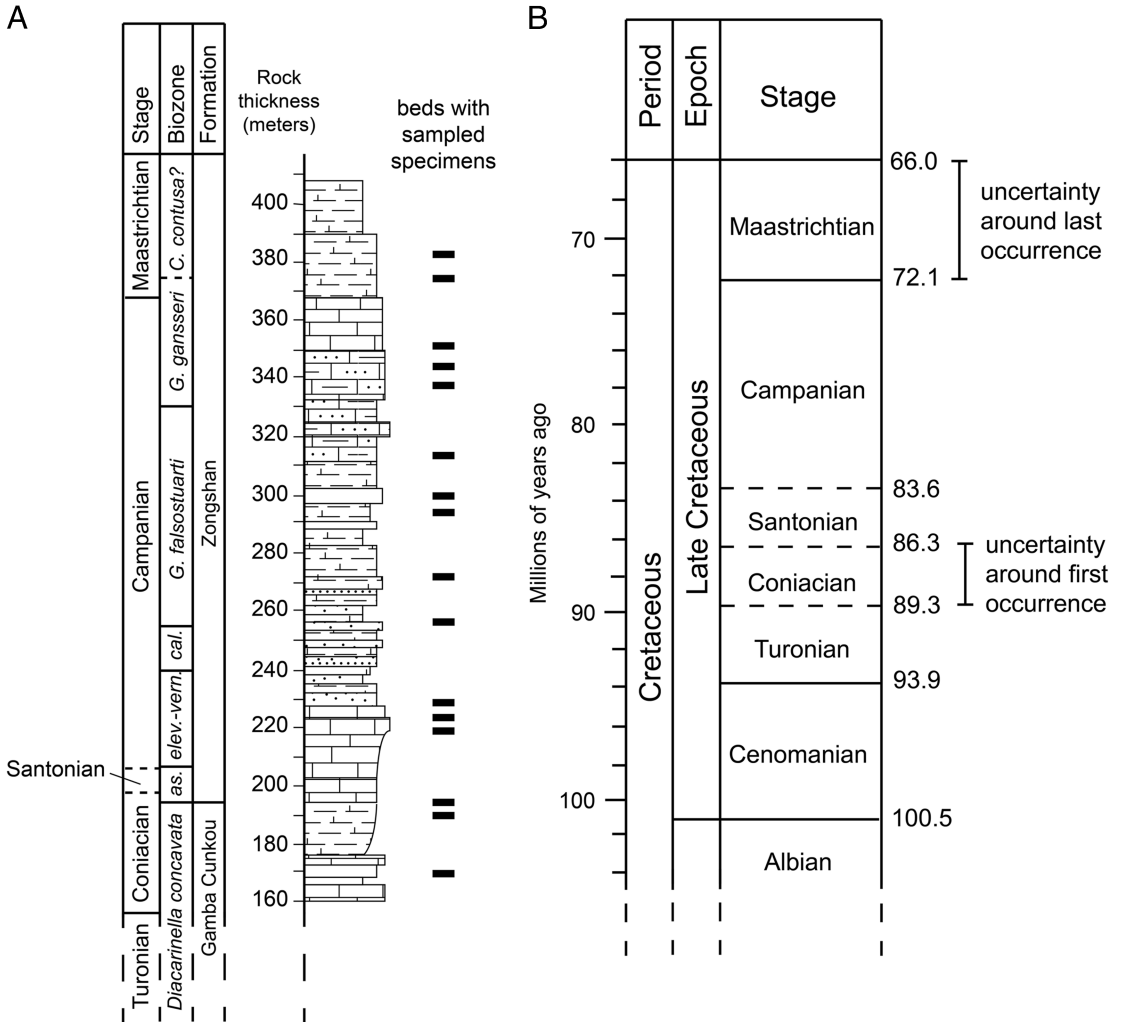 A
Stage
Biozone
Formation
Rock
thickness
(meters)
beds with
sampled
specimens
Maastrichtian
Campanian
Santonian
Coniacian
Turonian
C. contusa?
G. gansseri
G. falsostuarti
cal.
elev.-vern.
as.
Diacarinella concavata
Zongshan
Gamba Cunkou
400
380
360
340
320
300
280
260
240
220
200
180
160
B
Period
Epoch
Stage
Millions of years ago
70
80
90
100
Cretaceous
Late Cretaceous
Maastrichtian
Campanian
Santonian
Coniacian
Turonian
Cenomanian
Albian
66.0
72.1
83.6
86.3
89.3
93.9
100.5
uncertainty
around last
occurrence
uncertainty
around first
occurrence